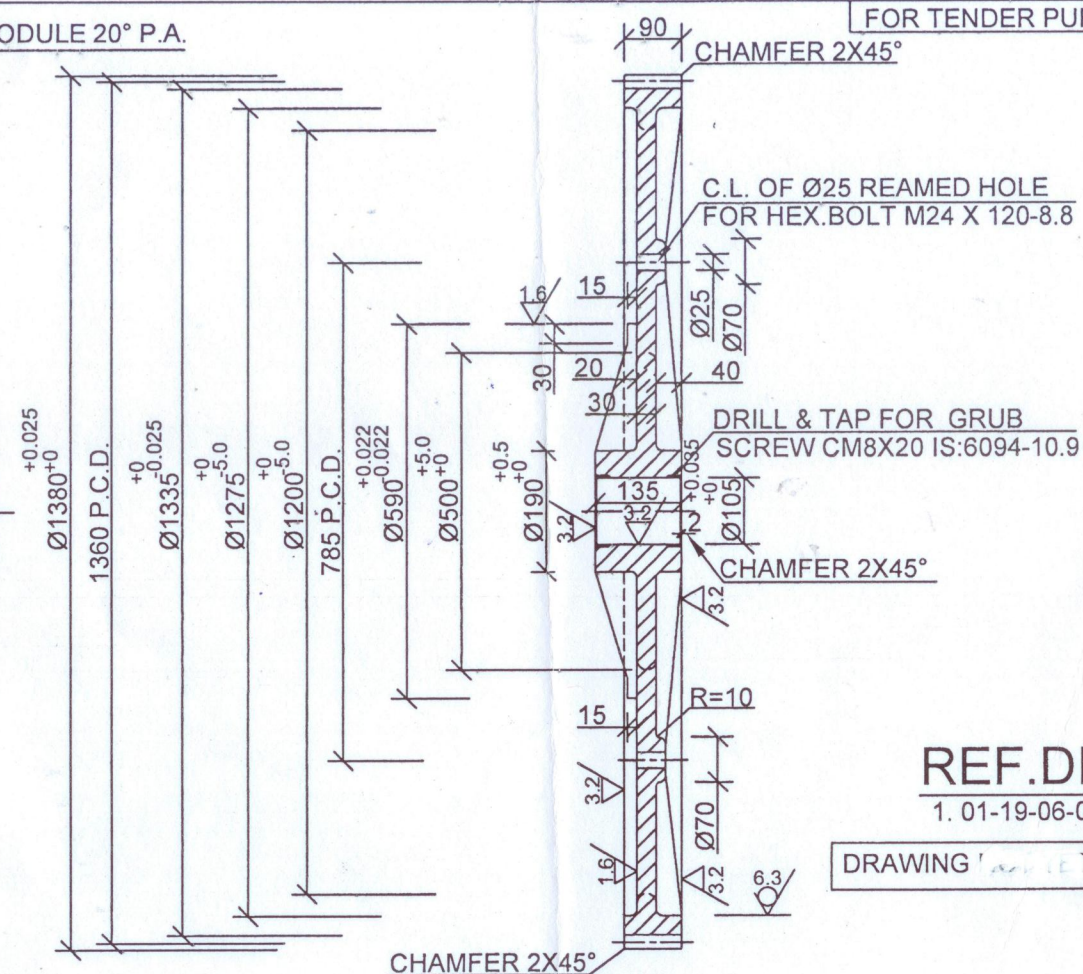 ODULE 20° P.A.
FOR TENDER PU
90
CHAMFER 2X45°
C.L. OF Ø25 REAMED HOLE
FOR HEX.BOLT M24 X 120-8.8
15
1.6
Ø25
Ø70
30
20
40
30
DRILL & TAP FOR GRUB
SCREW CM8X20 IS:6094-10.9
Ø1380 +0.025 +0
1360 P.C.D.
Ø1335 +0 -0.025
Ø1275 +0 -5.0
Ø1200 +0 -5.0
785 P.C.D.
Ø590 +0.022 -0.022
Ø500 +5.0 +0
Ø190 +0.5 +0
3.2
135
3.2
Ø105 +0.035 +0
2
CHAMFER 2X45°
3.2
R=10
15
3.2
Ø70
1.6
3.2
6.3
REF.D
1. 01-19-06-0
DRAWING
CHAMFER 2X45°